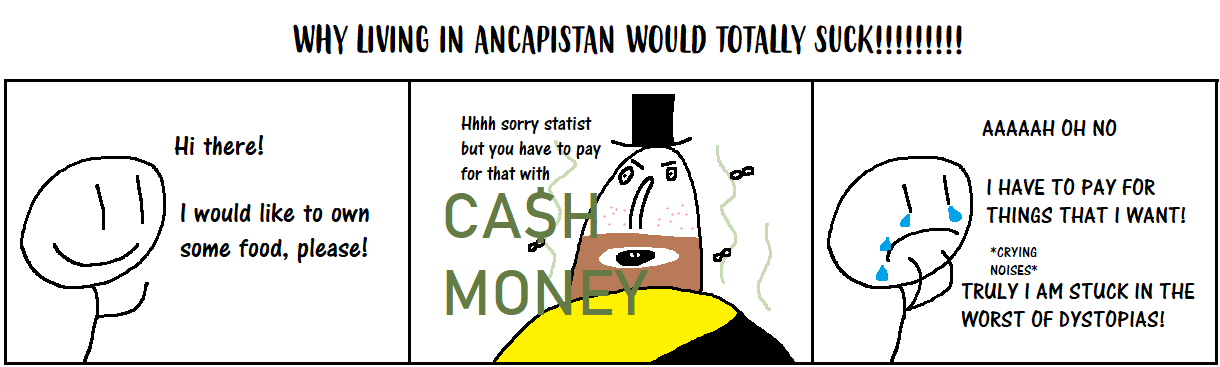 WHY LIVING IN ANCAPISTAN WOULD TOTALLY SUCK!!!!!!!!!
Hi there!
I would like to own
some food, please!
Hhhh sorry statist
but you have to pay
for that with
CA$H
MONEY
AAAAAH OH NO
I HAVE TO PAY FOR
THINGS THAT I WANT!
*CRYING
NOISES*
TRULY I AM STUCK IN THE
WORST OF DYSTOPIAS!